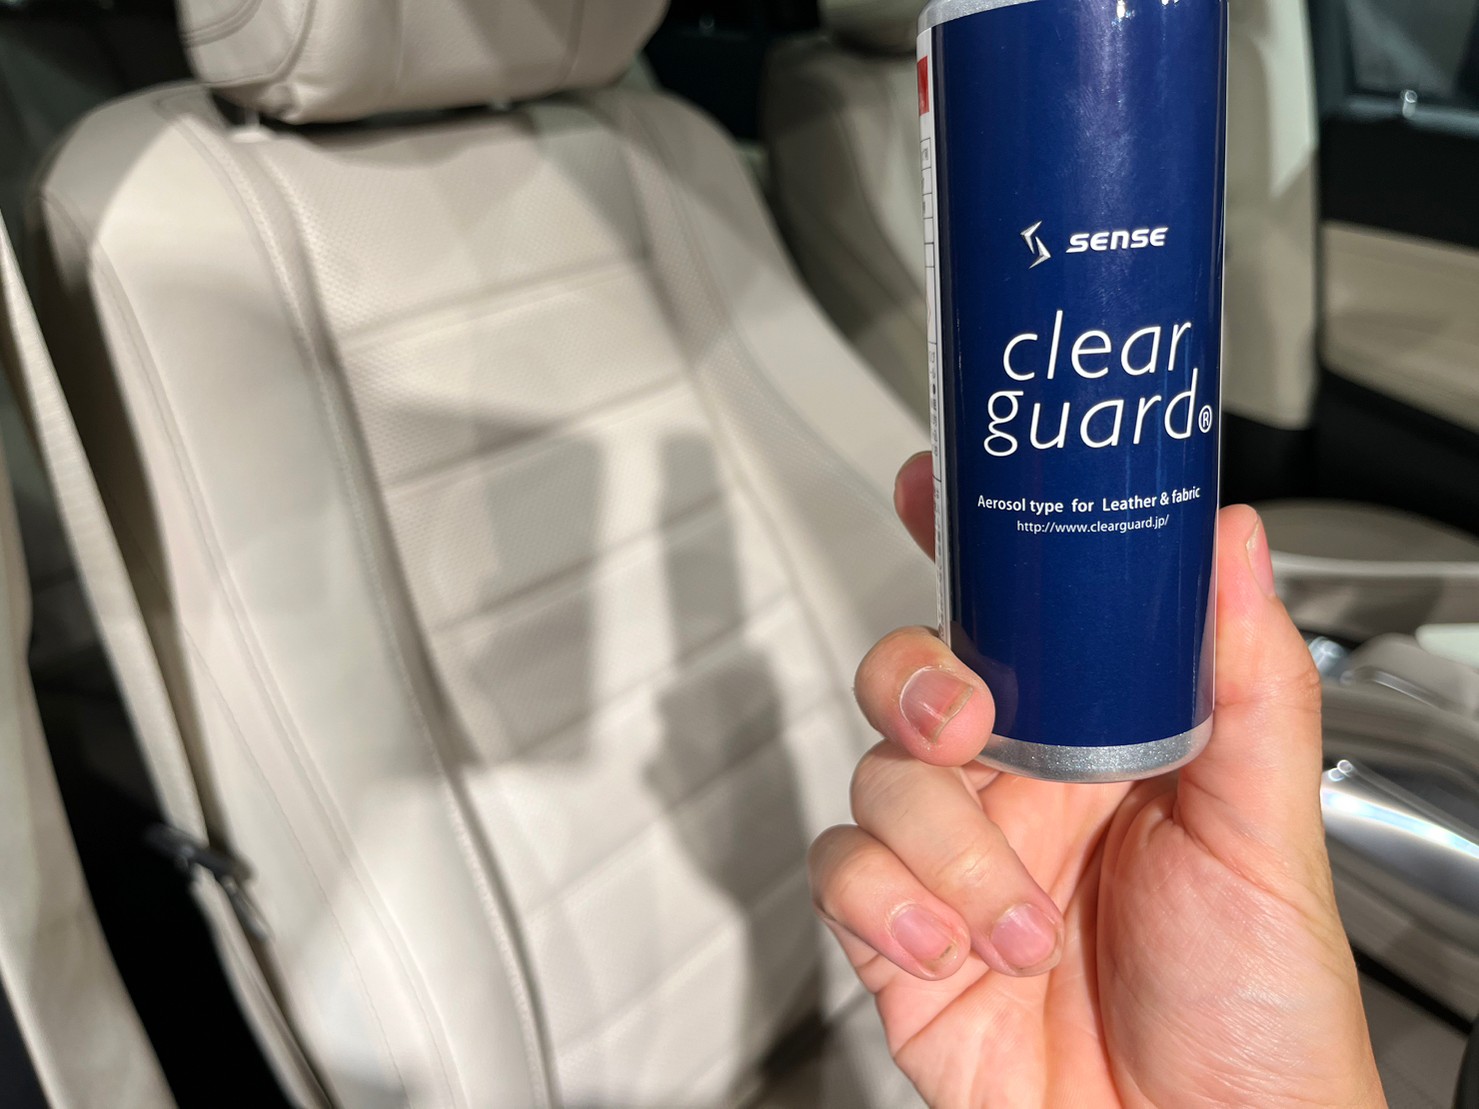 SENSE
clear
guard®
Aerosol type for Leather & fabric
http://www.clearguard.jp/